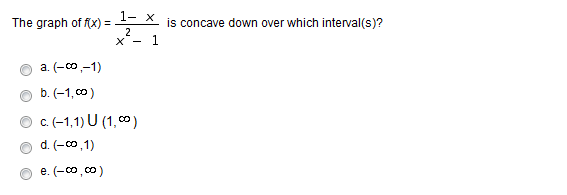 The graph of f(x) = 1- x / x² - 1 is concave down over which interval(s)?
a. (-∞,-1)
b. (-1,∞)
c. (-1,1) U (1,∞)
d. (-∞,1)
e. (-∞,∞)